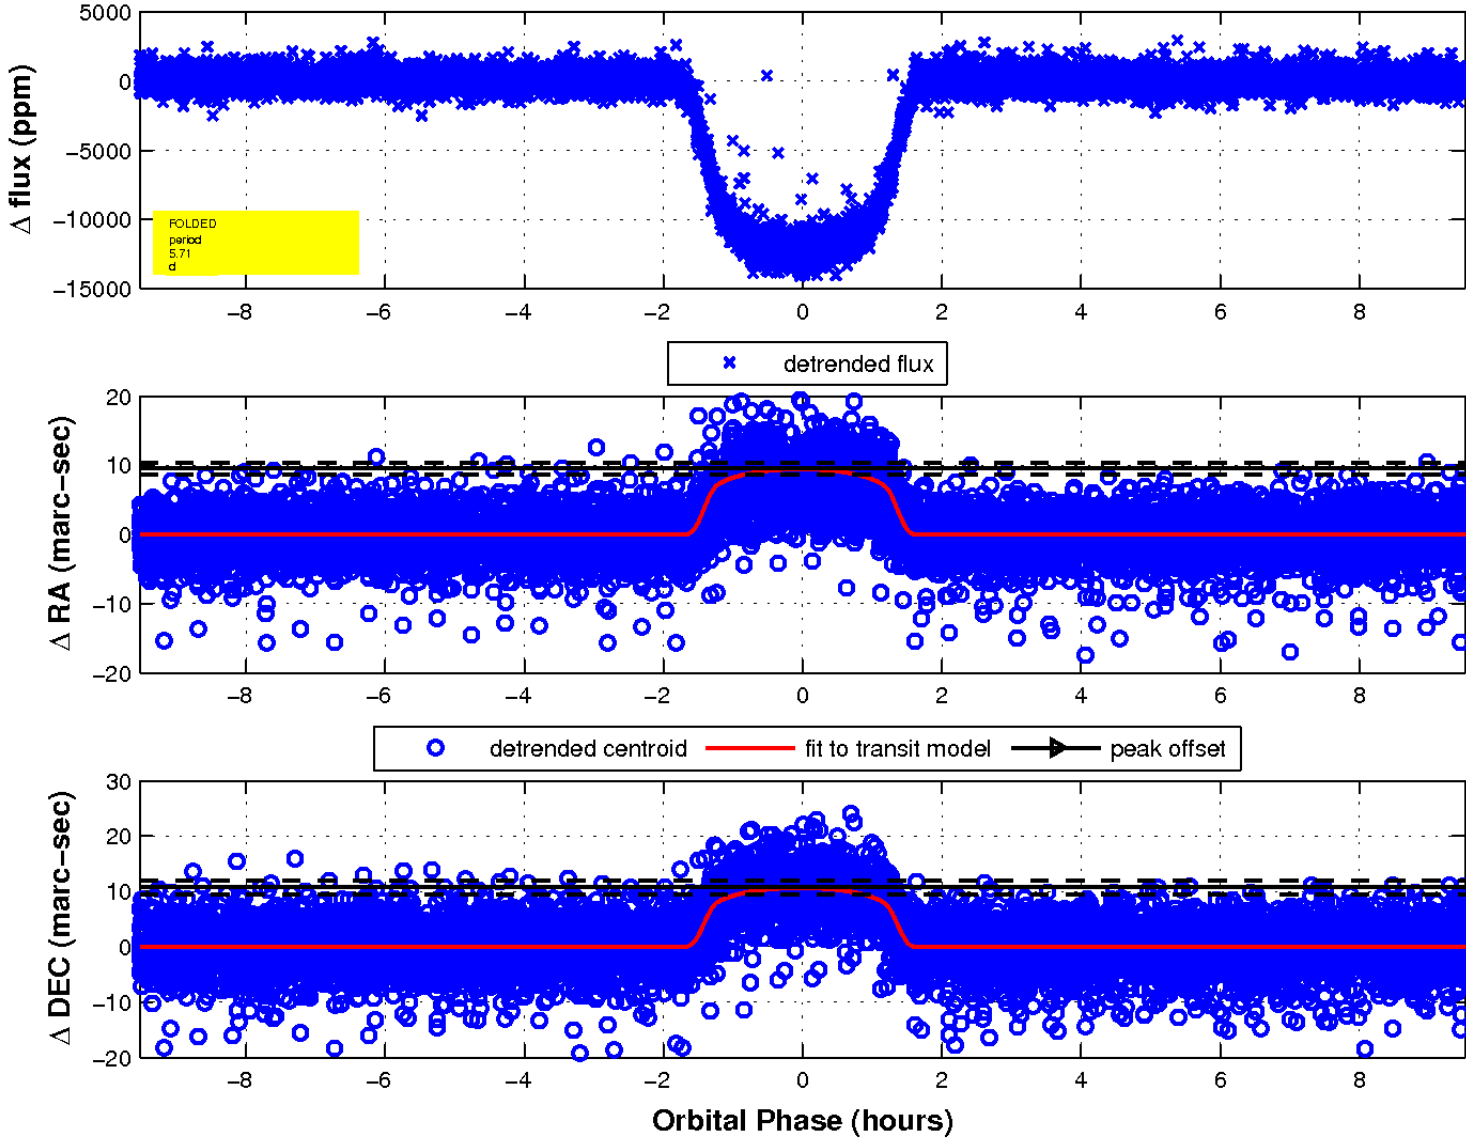 5000
0
−5000
−10000
−15000
Δ flux (ppm)
FOLDED
period
5.71
d
−8 −6 −4 −2 0 2 4 6 8
detrended flux
20
10
0
−10
−20
Δ RA (marc−sec)
−8 −6 −4 −2 0 2 4 6 8
detrended centroid fit to transit model peak offset
30
20
10
0
−10
−20
Δ DEC (marc−sec)
−8 −6 −4 −2 0 2 4 6 8
Orbital Phase (hours)